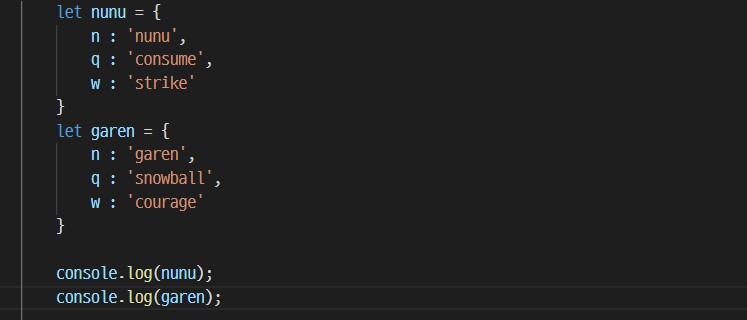 let nunu = {
n : 'nunu',
q : 'consume',
w : 'strike'
}
let garen = {
n : 'garen',
q : 'snowball',
w : 'courage'
}
console.log(nunu);
console.log(garen);